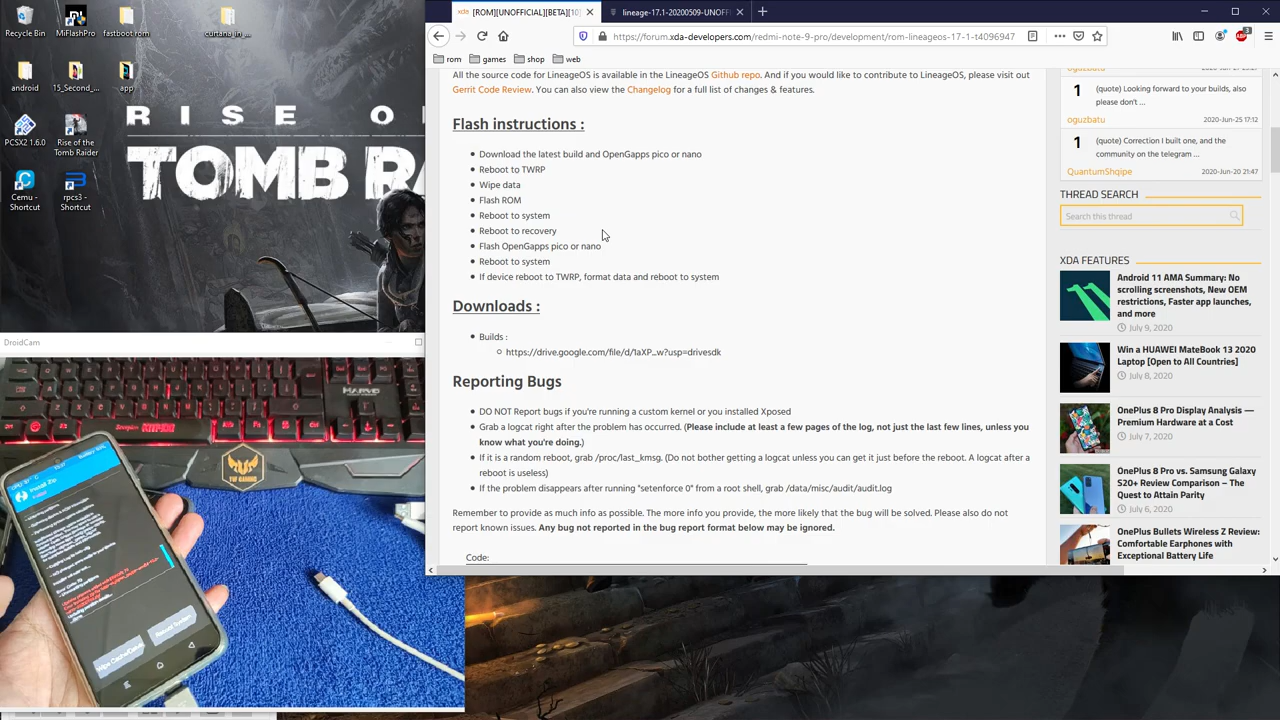 Recycle Bin
MiFlashPro
fastboot rom
android
15_Second_...
app
PCSX2 1.6.0
Rise of the
Tomb Raider
Cemu -
Shortcut
rpcs3 -
Shortcut
RISE O
TOMB RA
[ROM][UNOFFICIAL][BETA][10]
lineage-17.1-20200509-UNOFF
https://forum.xda-developers.com/redmi-note-9-pro/development/rom-lineageos-17-1-t4096947
rom
games
shop
web
All the source code for LineageOS is available in the LineageOS Github repo. And if you would like to contribute to LineageOS, please visit out
Gerrit Code Review. You can also view the Changelog for a full list of changes & features.
Flash instructions :
Download the latest build and OpenGapps pico or nano
Reboot to TWRP
Wipe data
Flash ROM
Reboot to system
Reboot to recovery
Flash OpenGapps pico or nano
Reboot to system
If device reboot to TWRP, format data and reboot to system
Downloads :
Builds :
https://drive.google.com/file/d/1aXP...w?usp=drivesdk
Reporting Bugs
DO NOT Report bugs if you're running a custom kernel or you installed Xposed
Grab a logcat right after the problem has occurred. (Please include at least a few pages of the log, not just the last few lines, unless you
know what you're doing.)
If it is a random reboot, grab /proc/last_kmsg. (Do not bother getting a logcat unless you can get it just before the reboot. A logcat after a
reboot is useless)
If the problem disappears after running "setenforce 0" from a root shell, grab /data/misc/audit/audit.log
Remember to provide as much info as possible. The more info you provide, the more likely that the bug will be solved. Please also do not
report known issues. Any bug not reported in the bug report format below may be ignored.
Code:
oguzbatu
1
(quote) Looking forward to your builds, also
please don't ...
oguzbatu
2020-06-25 17:12
1
(quote) Correction I built one, and the
community on the telegram ...
QuantumShqipe
2020-06-20 21:47
THREAD SEARCH
Search this thread
XDA FEATURES
Android 11 AMA Summary: No
scrolling screenshots, New OEM
restrictions, Faster app launches,
and more
July 9, 2020
Win a HUAWEI MateBook 13 2020
Laptop [Open to All Countries]
July 8, 2020
OnePlus 8 Pro Display Analysis —
Premium Hardware at a Cost
July 7, 2020
OnePlus 8 Pro vs. Samsung Galaxy
S20+ Review Comparison – The
Quest to Attain Parity
July 6, 2020
OnePlus Bullets Wireless Z Review:
Comfortable Earphones with
Exceptional Battery Life
DroidCam
MARVO
SCORPION
YGF GAMING
Install Zip
Wipe Cache/Dalvik
Reboot System